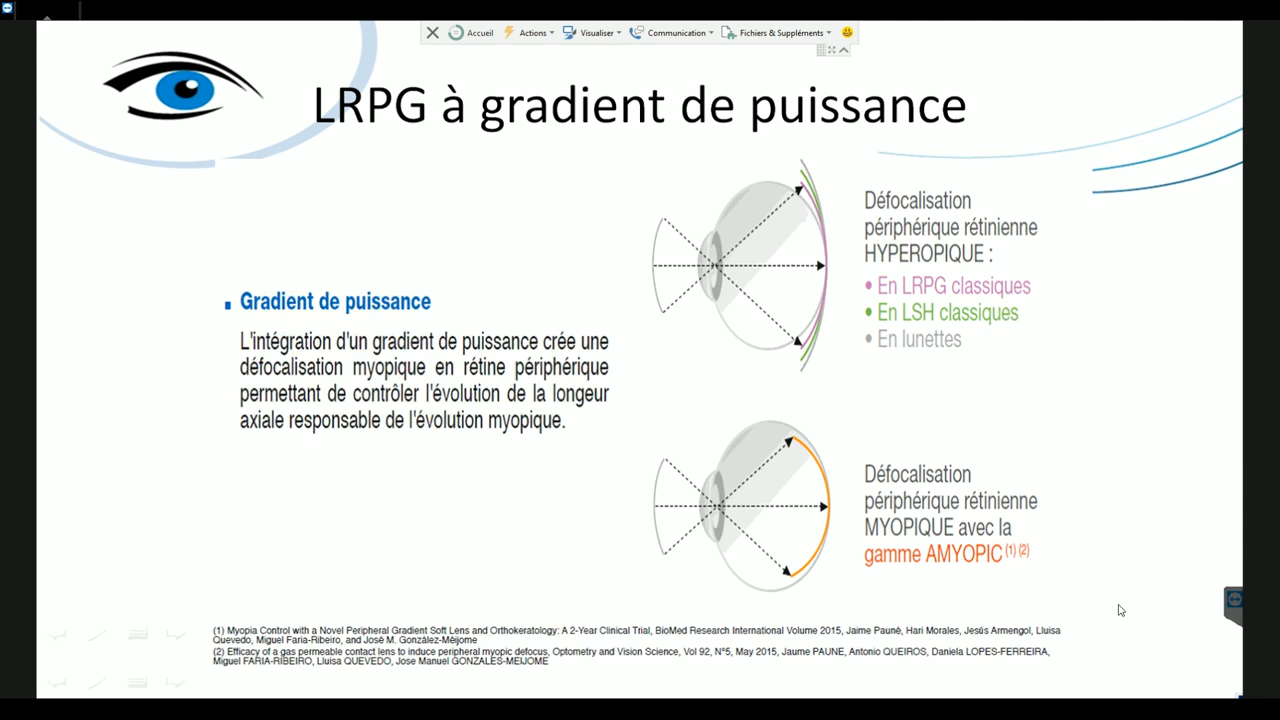 Accueil
Actions
Visualiser
Communication
Fichiers & Suppléments
LRPG à gradient de puissance
Gradient de puissance
L'intégration d'un gradient de puissance crée une
défocalisation myopique en rétine périphérique
permettant de contrôler l'évolution de la longeur
axiale responsable de l'évolution myopique.
Défocalisation
périphérique rétinienne
HYPEROPIQUE :
• En LRPG classiques
• En LSH classiques
• En lunettes
Défocalisation
périphérique rétinienne
MYOPIQUE avec la
gamme AMYOPIC (1) (2)
(1) Myopia Control with a Novel Peripheral Gradient Soft Lens and Orthokeratology: A 2-Year Clinical Trial, BioMed Research International Volume 2015, Jaime Paunè, Hari Morales, Jesús Armengol, Lluisa
Quevedo, Miguel Faria-Ribeiro, and José M. González-Méijome
(2) Efficacy of a gas permeable contact lens to induce peripheral myopic defocus, Optometry and Vision Science, Vol 92, N°5, May 2015, Jaume PAUNE, Antonio QUEIROS, Daniela LOPES-FERREIRA,
Miguel FARIA-RIBEIRO, Lluisa QUEVEDO, Jose Manuel GONZALES-MEIJOME